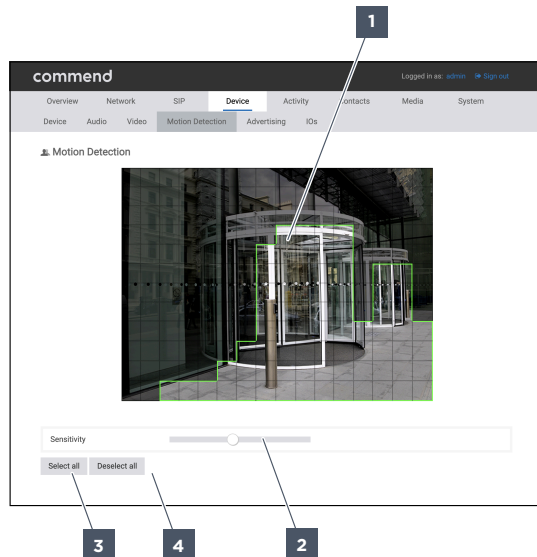 1
commend
Logged in as: admin Sign out
Overview Network SIP Device Activity Contacts Media System
Device Audio Video Motion Detection Advertising IOs
Motion Detection
Sensitivity
Select all Deselect all
3 4 2